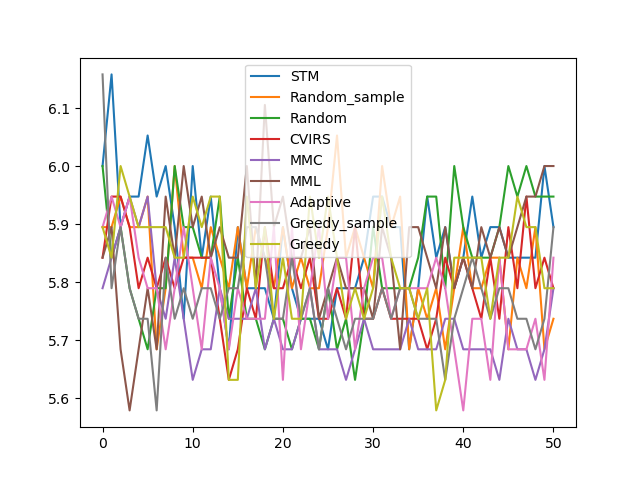 STM
Random_sample
Random
CVIRS
MMC
MML
Adaptive
Greedy_sample
Greedy
6.1
6.0
5.9
5.8
5.7
5.6
0 10 20 30 40 50